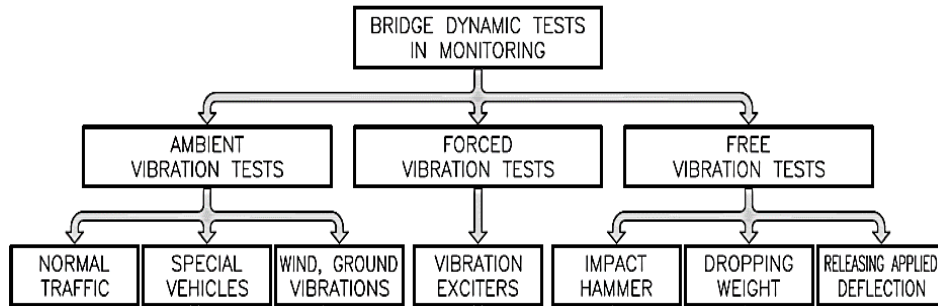 BRIDGE DYNAMIC TESTS
IN MONITORING
AMBIENT
VIBRATION TESTS
FORCED
VIBRATION TESTS
FREE
VIBRATION TESTS
NORMAL
TRAFFIC
SPECIAL
VEHICLES
WIND, GROUND
VIBRATIONS
VIBRATION
EXCITERS
IMPACT
HAMMER
DROPPING
WEIGHT
RELEASING APPLIED
DEFLECTION